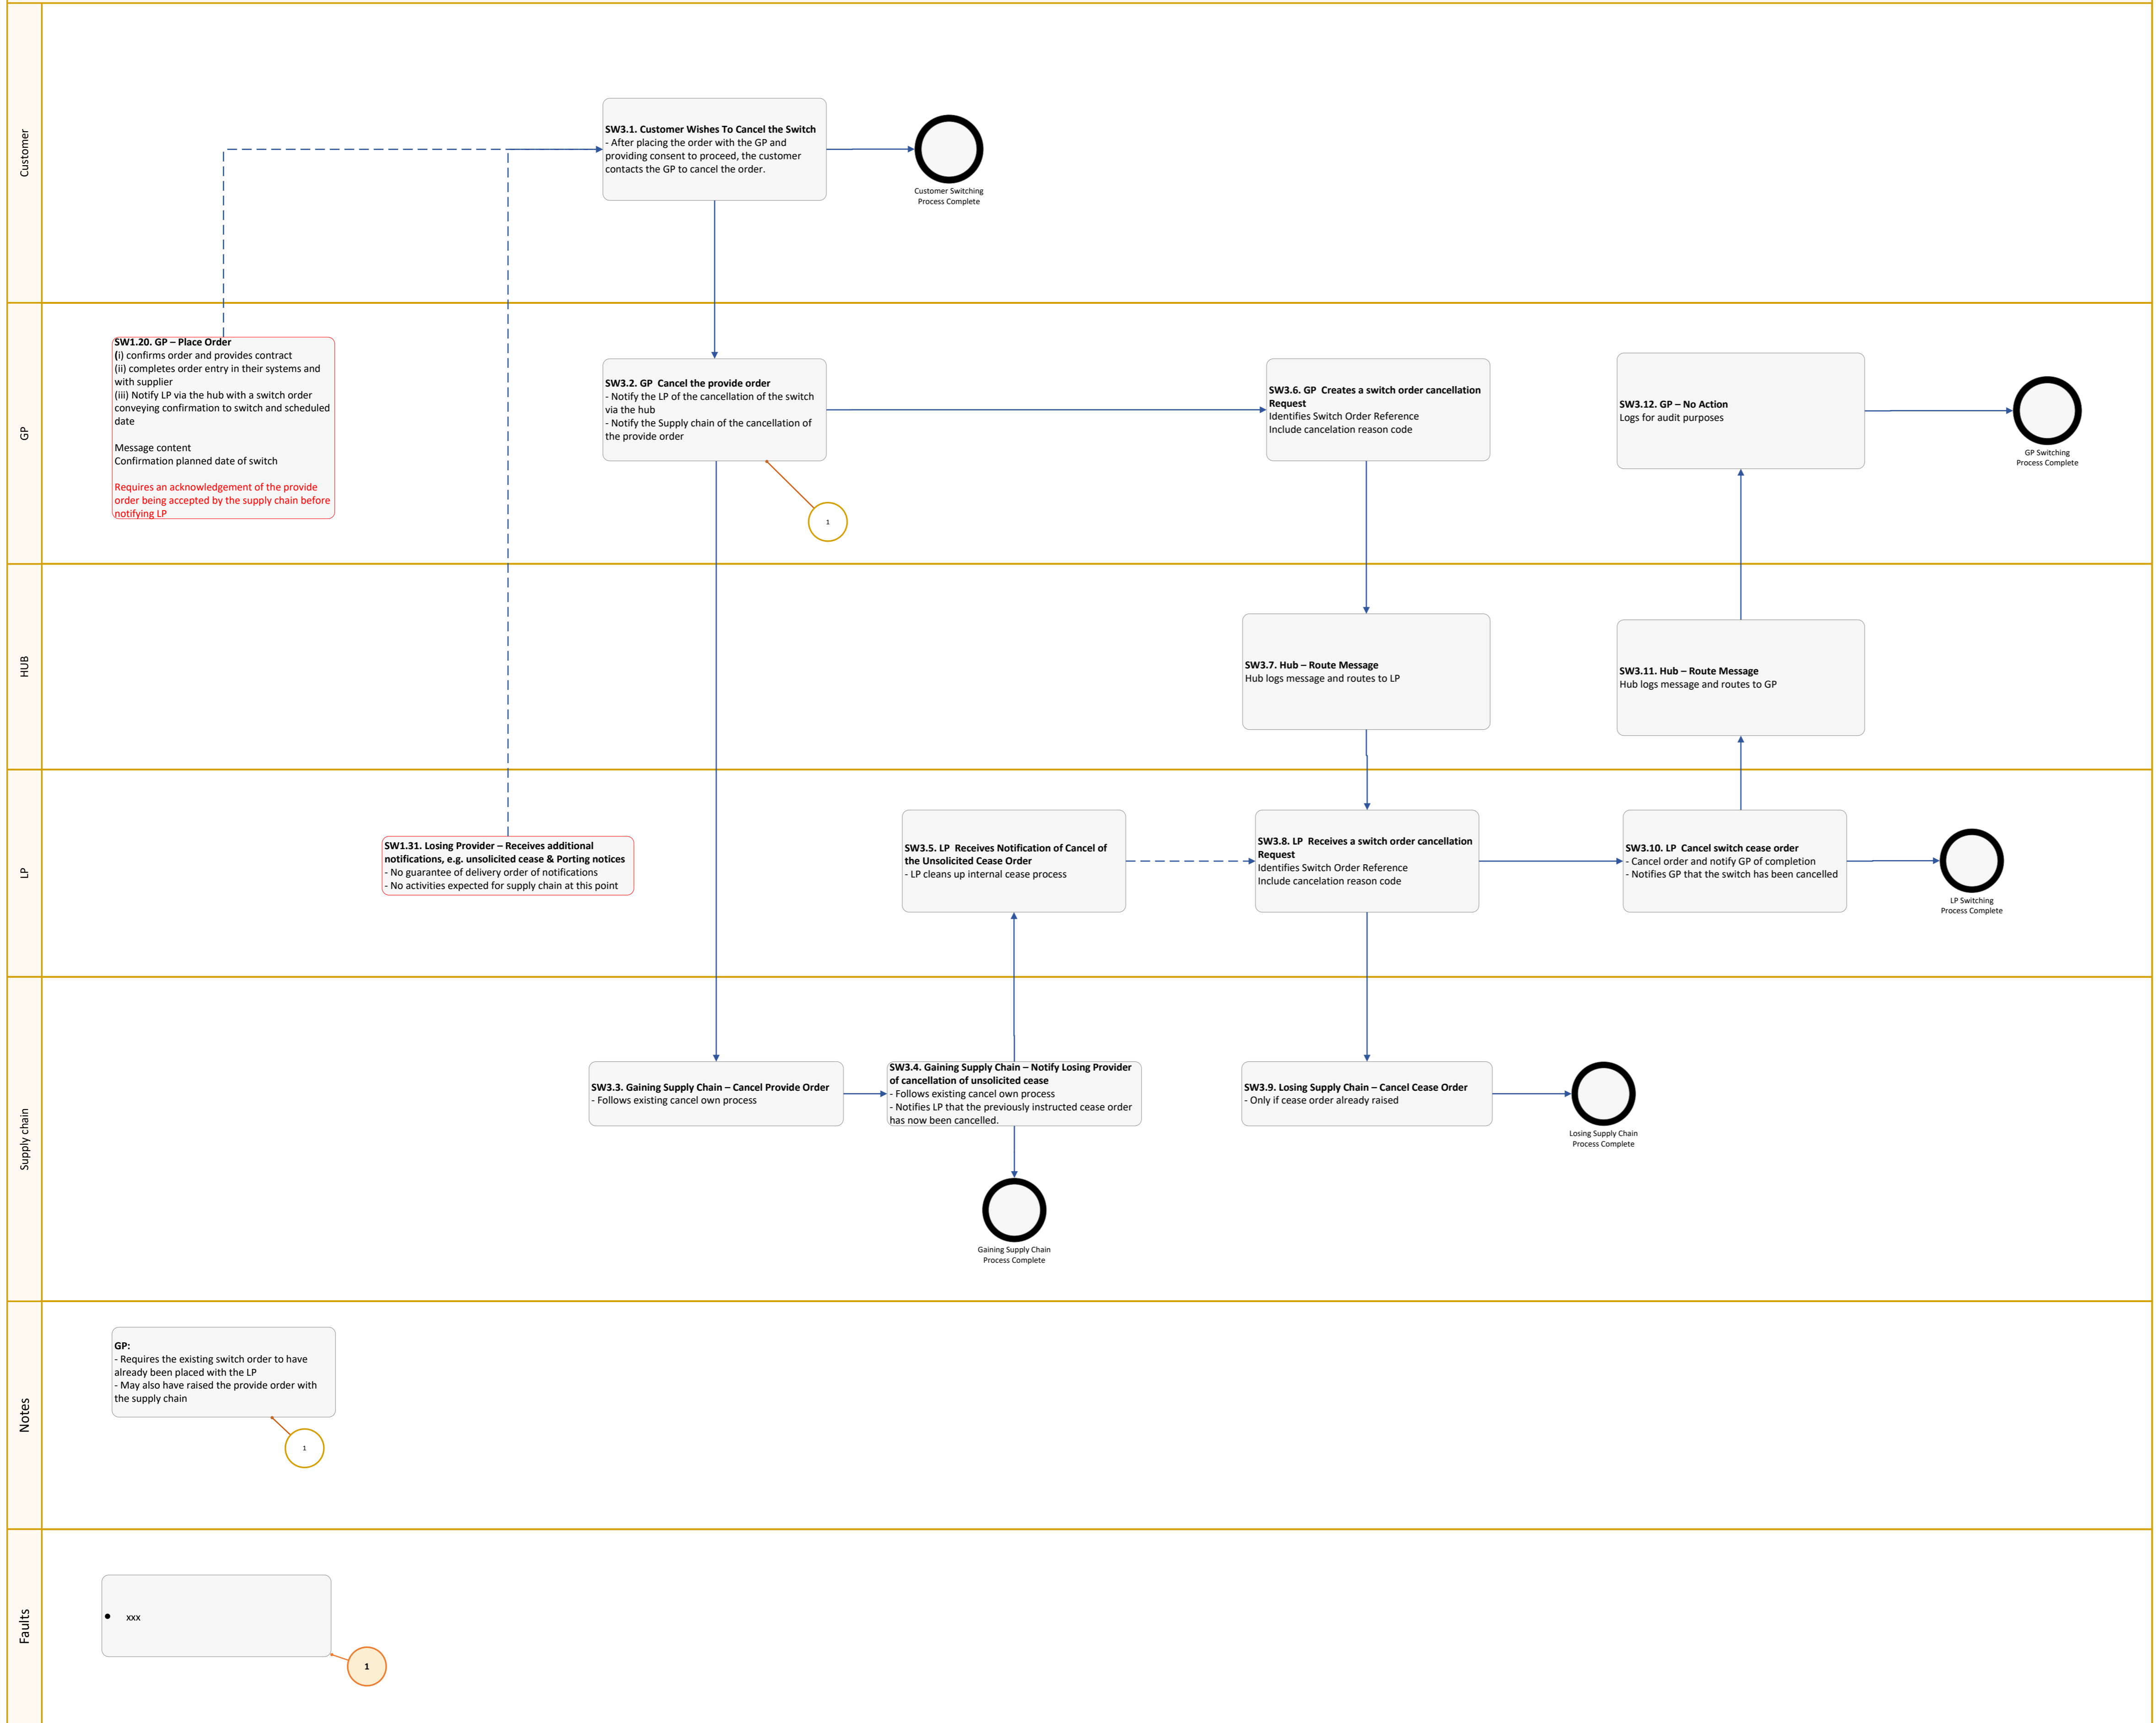 Customer
SW3.1. Customer Wishes To Cancel the Switch
- After placing the order with the GP and
providing consent to proceed, the customer
contacts the GP to cancel the order.
Customer Switching
Process Complete
GP
SW1.20. GP – Place Order
(i) confirms order and provides contract
(ii) completes order entry in their systems and
with supplier
(iii) Notify LP via the hub with a switch order
conveying confirmation to switch and scheduled
date
Message content
Confirmation planned date of switch
Requires an acknowledgement of the provide
order being accepted by the supply chain before
notifying LP
SW3.2. GP  Cancel the provide order
- Notify the LP of the cancellation of the switch
via the hub
- Notify the Supply chain of the cancellation of
the provide order
1
SW3.6. GP  Creates a switch order cancellation
Request
Identifies Switch Order Reference
Include cancelation reason code
SW3.12. GP – No Action
Logs for audit purposes
GP Switching
Process Complete
HUB
SW3.7. Hub – Route Message
Hub logs message and routes to LP
SW3.11. Hub – Route Message
Hub logs message and routes to GP
LP
SW1.31. Losing Provider – Receives additional
notifications, e.g. unsolicited cease & Porting notices
- No guarantee of delivery order of notifications
- No activities expected for supply chain at this point
SW3.5. LP  Receives Notification of Cancel of
the Unsolicited Cease Order
- LP cleans up internal cease process
SW3.8. LP  Receives a switch order cancellation
Request
Identifies Switch Order Reference
Include cancelation reason code
SW3.10. LP  Cancel switch cease order
- Cancel order and notify GP of completion
- Notifies GP that the switch has been cancelled
LP Switching
Process Complete
Supply chain
SW3.3. Gaining Supply Chain – Cancel Provide Order
- Follows existing cancel own process
SW3.4. Gaining Supply Chain – Notify Losing Provider
of cancellation of unsolicited cease
- Follows existing cancel own process
- Notifies LP that the previously instructed cease order
has now been cancelled.
SW3.9. Losing Supply Chain – Cancel Cease Order
- Only if cease order already raised
Losing Supply Chain
Process Complete
Gaining Supply Chain
Process Complete
Notes
GP:
- Requires the existing switch order to have
already been placed with the LP
- May also have raised the provide order with
the supply chain
1
Faults
• xxx
1